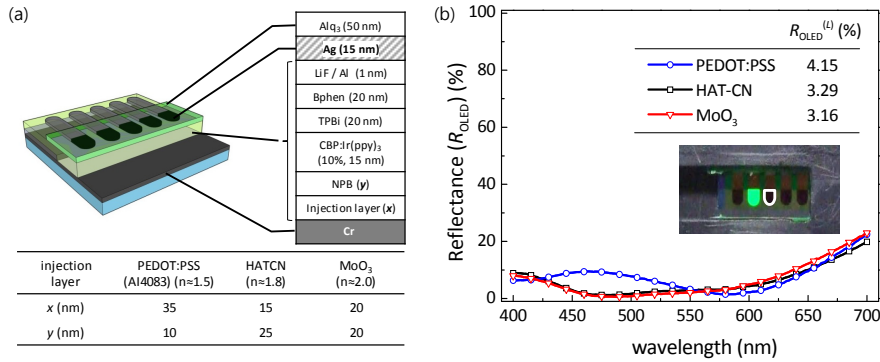 (a)
Alq3 (50 nm)
Ag (15 nm)
LiF / Al (1 nm)
Bphen (20 nm)
TPBi (20 nm)
CBP:Ir(ppy)3
(10%, 15 nm)
NPB (y)
Injection layer (x)
Cr
injection layer PEDOT:PSS (AI4083) (n≈1.5) HATCN (n≈1.8) MoO3 (n≈2.0)
x (nm) 35 15 20
y (nm) 10 25 20
(b)
Reflectance (ROLED) (%)
100
80
60
40
20
0
ROLED(L) (%)
PEDOT:PSS 4.15
HAT-CN 3.29
MoO3 3.16
400 450 500 550 600 650 700
wavelength (nm)